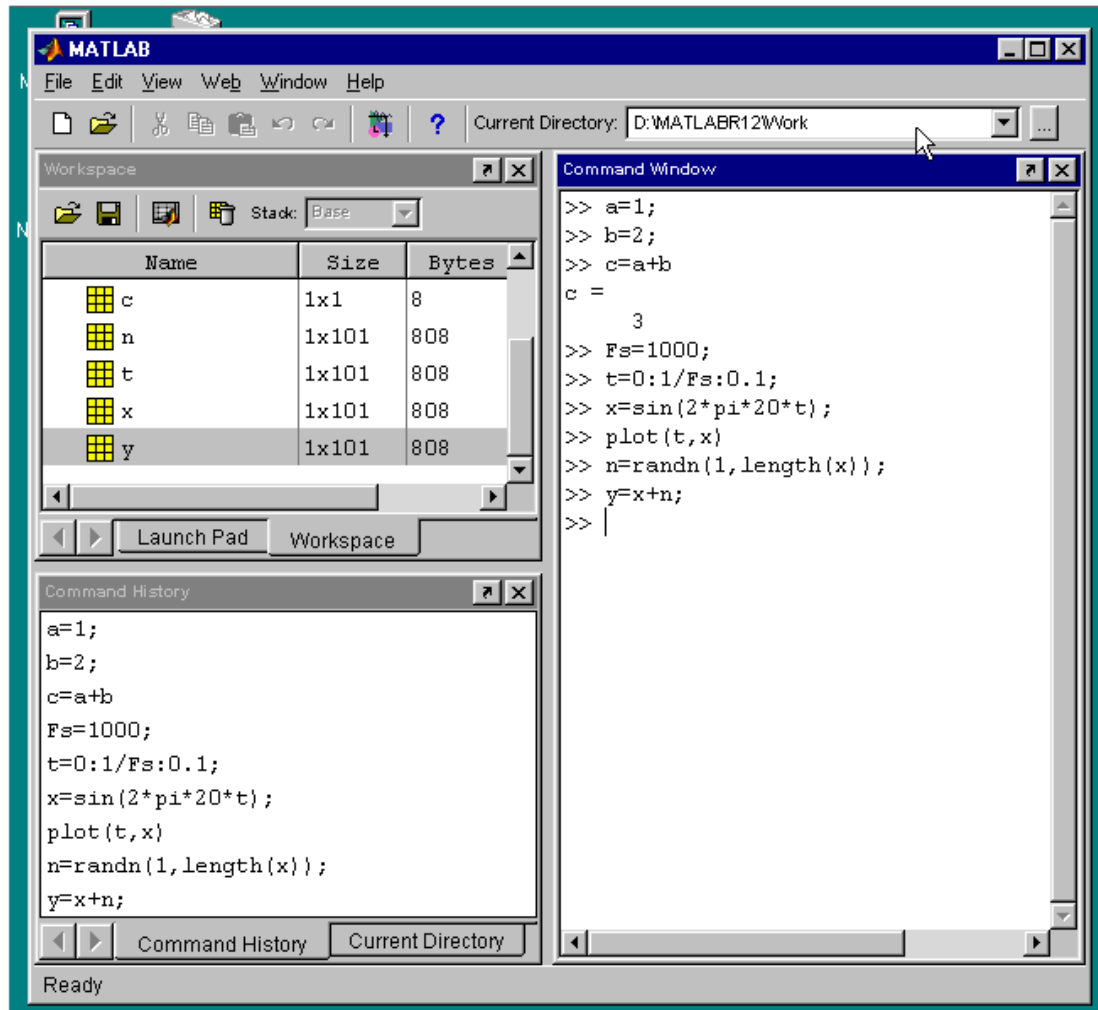 MATLAB
File Edit View Web Window Help
? Current Directory: D:\MATLABR12\Work ...
Workspace
Stack: Base
Name Size Bytes
c 1x1 8
n 1x101 808
t 1x101 808
x 1x101 808
y 1x101 808
Launch Pad Workspace
Command History
a=1;
b=2;
c=a+b
Fs=1000;
t=0:1/Fs:0.1;
x=sin(2*pi*20*t);
plot(t,x)
n=randn(1,length(x));
y=x+n;
Command History Current Directory
Command Window
>> a=1;
>> b=2;
>> c=a+b
c =
3
>> Fs=1000;
>> t=0:1/Fs:0.1;
>> x=sin(2*pi*20*t);
>> plot(t,x)
>> n=randn(1,length(x));
>> y=x+n;
>>
Ready